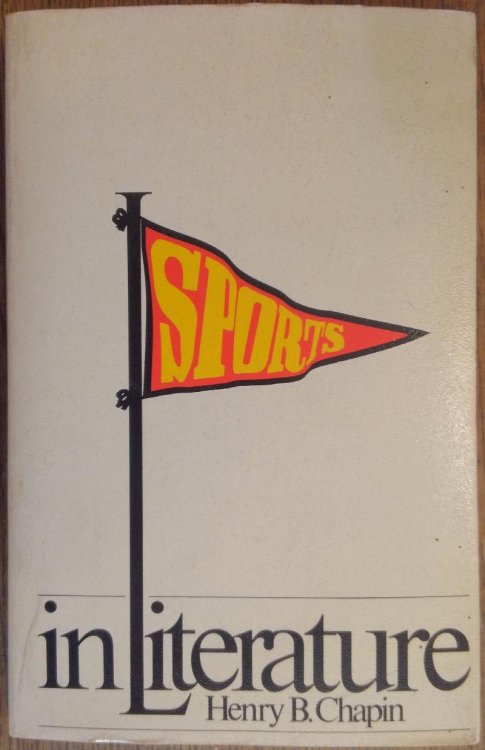 SPORTS
in Literature
Henry B. Chapin